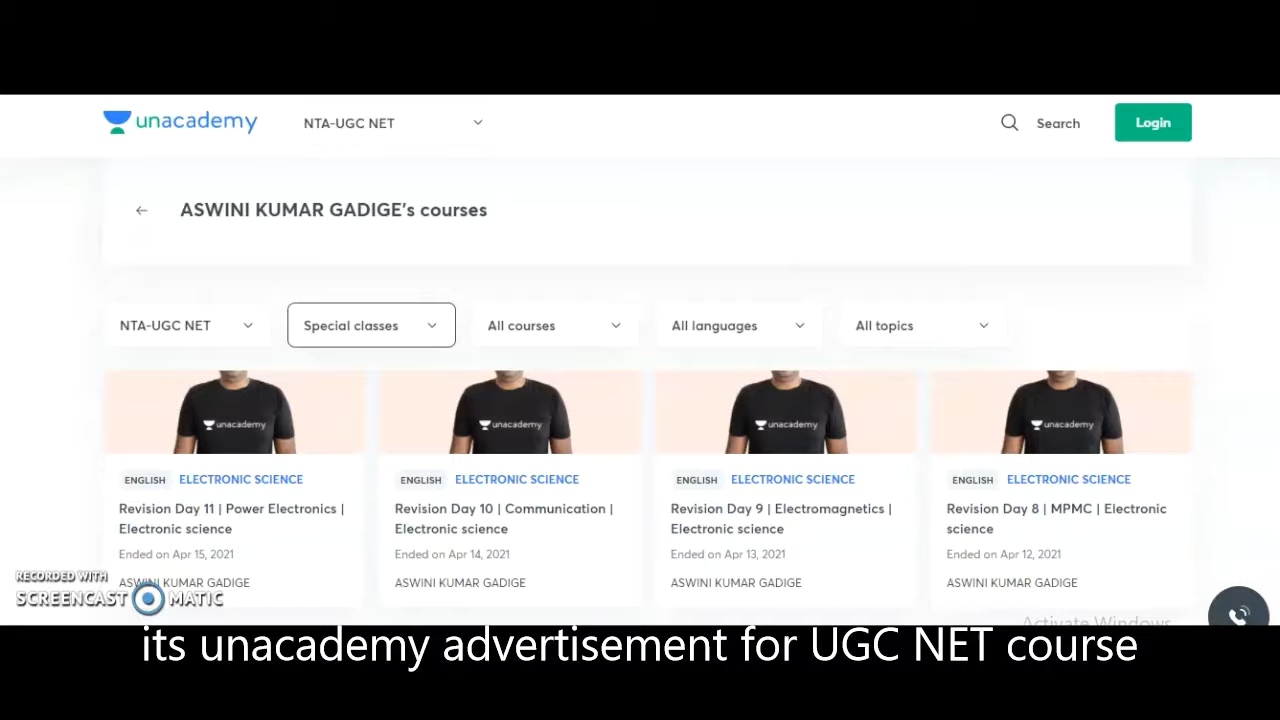 unacademy
NTA-UGC NET
Search
Login
← ASWINI KUMAR GADIGE's courses
NTA-UGC NET
Special classes
All courses
All languages
All topics
unacademy
unacademy
unacademy
unacademy
ENGLISH ELECTRONIC SCIENCE
Revision Day 11 | Power Electronics |
Electronic science
Ended on Apr 15, 2021
ASWINI KUMAR GADIGE
ENGLISH ELECTRONIC SCIENCE
Revision Day 10 | Communication |
Electronic science
Ended on Apr 14, 2021
ASWINI KUMAR GADIGE
ENGLISH ELECTRONIC SCIENCE
Revision Day 9 | Electromagnetics |
Electronic science
Ended on Apr 13, 2021
ASWINI KUMAR GADIGE
ENGLISH ELECTRONIC SCIENCE
Revision Day 8 | MPMC | Electronic
science
Ended on Apr 12, 2021
ASWINI KUMAR GADIGE
RECORDED WITH
SCREENCAST MATIC
Activate Windows
its unacademy advertisement for UGC NET course